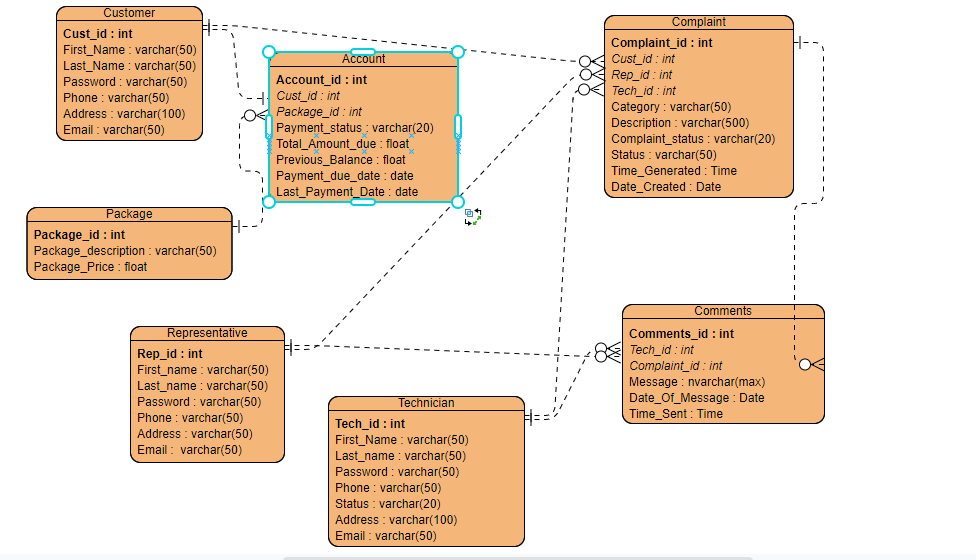 Customer
Cust_id : int
First_Name : varchar(50)
Last_Name : varchar(50)
Password : varchar(50)
Phone : varchar(50)
Address : varchar(100)
Email : varchar(50)
Account
Account_id : int
Cust_id : int
Package_id : int
Payment_status : varchar(20)
Total_Amount_due : float
Previous_Balance : float
Payment_due_date : date
Last_Payment_Date : date
Complaint
Complaint_id : int
Cust_id : int
Rep_id : int
Tech_id : int
Category : varchar(50)
Description : varchar(500)
Complaint_status : varchar(20)
Status : varchar(50)
Time_Generated : Time
Date_Created : Date
Package
Package_id : int
Package_description : varchar(50)
Package_Price : float
Representative
Rep_id : int
First_name : varchar(50)
Last_name : varchar(50)
Password : varchar(50)
Phone : varchar(50)
Address : varchar(50)
Email :  varchar(50)
Comments
Comments_id : int
Tech_id : int
Complaint_id : int
Message : nvarchar(max)
Date_Of_Message : Date
Time_Sent : Time
Technician
Tech_id : int
First_Name : varchar(50)
Last_name : varchar(50)
Password : varchar(50)
Phone : varchar(50)
Status : varchar(20)
Address : varchar(100)
Email : varchar(50)